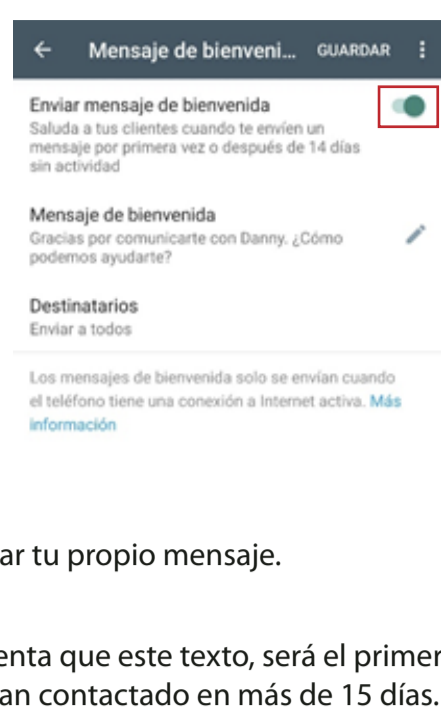 ← Mensaje de bienveni... GUARDAR
Enviar mensaje de bienvenida
Saluda a tus clientes cuando te envíen un
mensaje por primera vez o después de 14 días
sin actividad
Mensaje de bienvenida
Gracias por comunicarte con Danny. ¿Cómo
podemos ayudarte?
Destinatarios
Enviar a todos
Los mensajes de bienvenida solo se envían cuando
el teléfono tiene una conexión a Internet activa. Más
información
ar tu propio mensaje.
enta que este texto, será el primer
an contactado en más de 15 días.